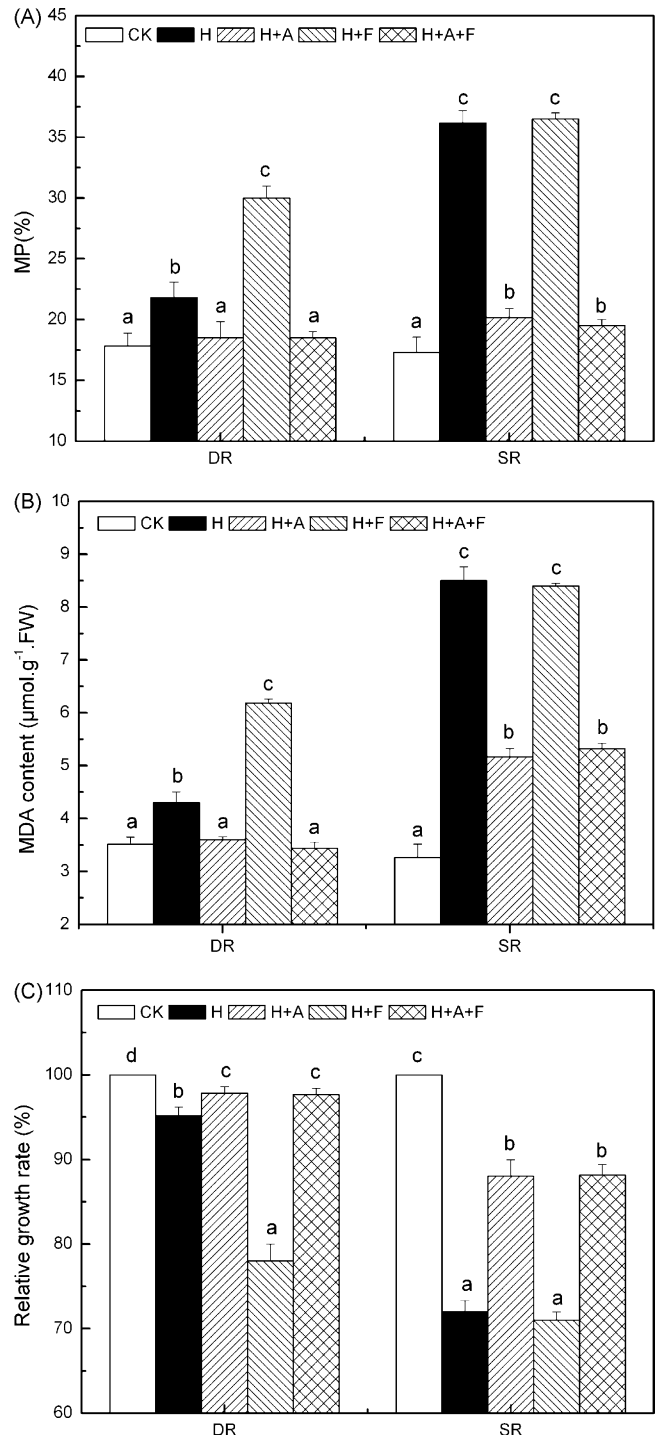 (A)
45
40
35
30
25
20
15
10
MP(%)
CK H H+A H+F H+A+F
a b a c a
a c b c b
DR SR
(B)
10
9
8
7
6
5
4
3
2
MDA content (μmol.g⁻¹.FW)
CK H H+A H+F H+A+F
a b a c a
a c b c b
DR SR
(C)
110
100
90
80
70
60
Relative growth rate (%)
CK H H+A H+F H+A+F
d b c a c
c a b a b
DR SR